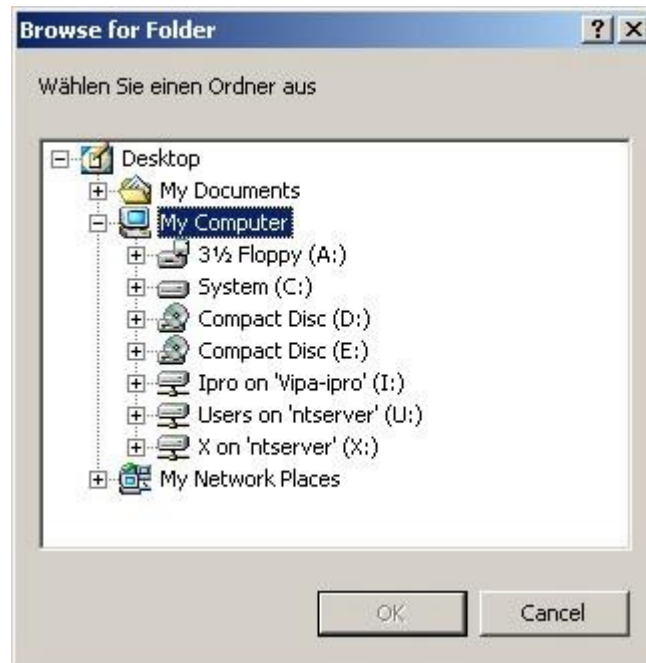 Browse for Folder
Wählen Sie einen Ordner aus
Desktop
My Documents
My Computer
3½ Floppy (A:)
System (C:)
Compact Disc (D:)
Compact Disc (E:)
Ipro on 'Vipa-ipro' (I:)
Users on 'ntserver' (U:)
X on 'ntserver' (X:)
My Network Places
OK Cancel